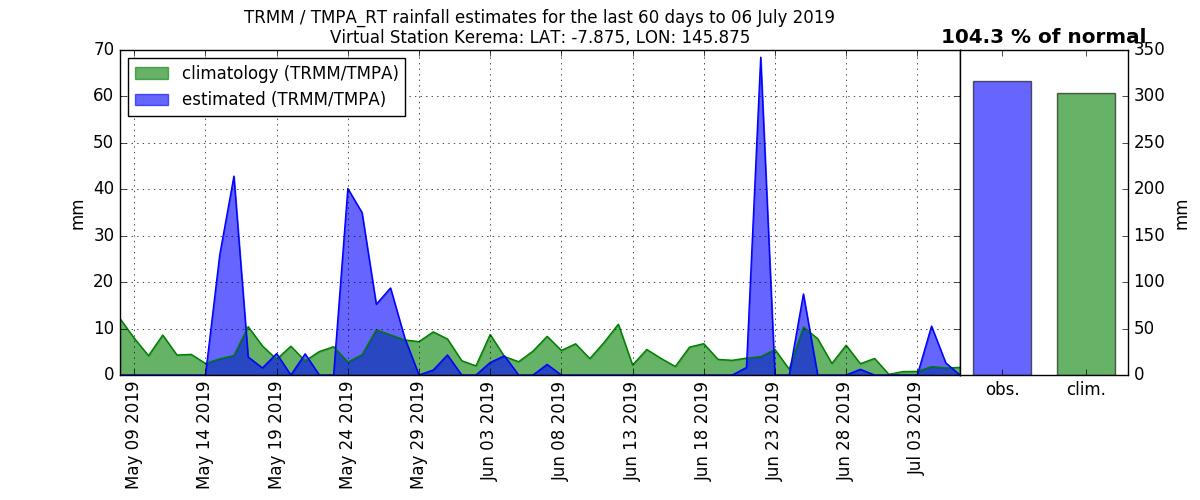 TRMM / TMPA_RT rainfall estimates for the last 60 days to 06 July 2019
Virtual Station Kerema: LAT: -7.875, LON: 145.875
104.3 % of normal
climatology (TRMM/TMPA)
estimated (TRMM/TMPA)
mm
70
60
50
40
30
20
10
0
May 09 2019
May 14 2019
May 19 2019
May 24 2019
May 29 2019
Jun 03 2019
Jun 08 2019
Jun 13 2019
Jun 18 2019
Jun 23 2019
Jun 28 2019
Jul 03 2019
obs.
clim.
350
300
250
200
150
100
50
0
mm